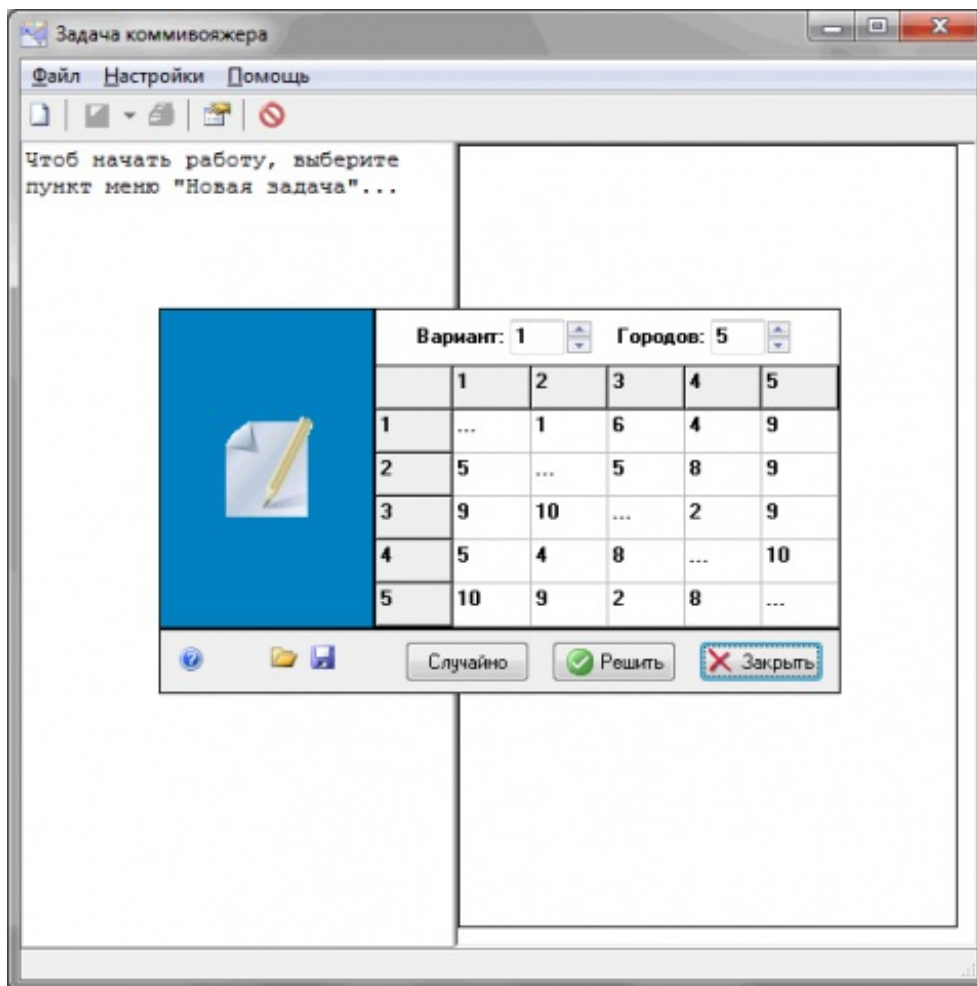 Задача коммивояжера
Файл Настройки Помощь
Чтоб начать работу, выберите
пункт меню "Новая задача"...
Вариант: 1 Городов: 5
1 2 3 4 5
1 ... 1 6 4 9
2 5 ... 5 8 9
3 9 10 ... 2 9
4 5 4 8 ... 10
5 10 9 2 8 ...
Случайно Решить Закрыть